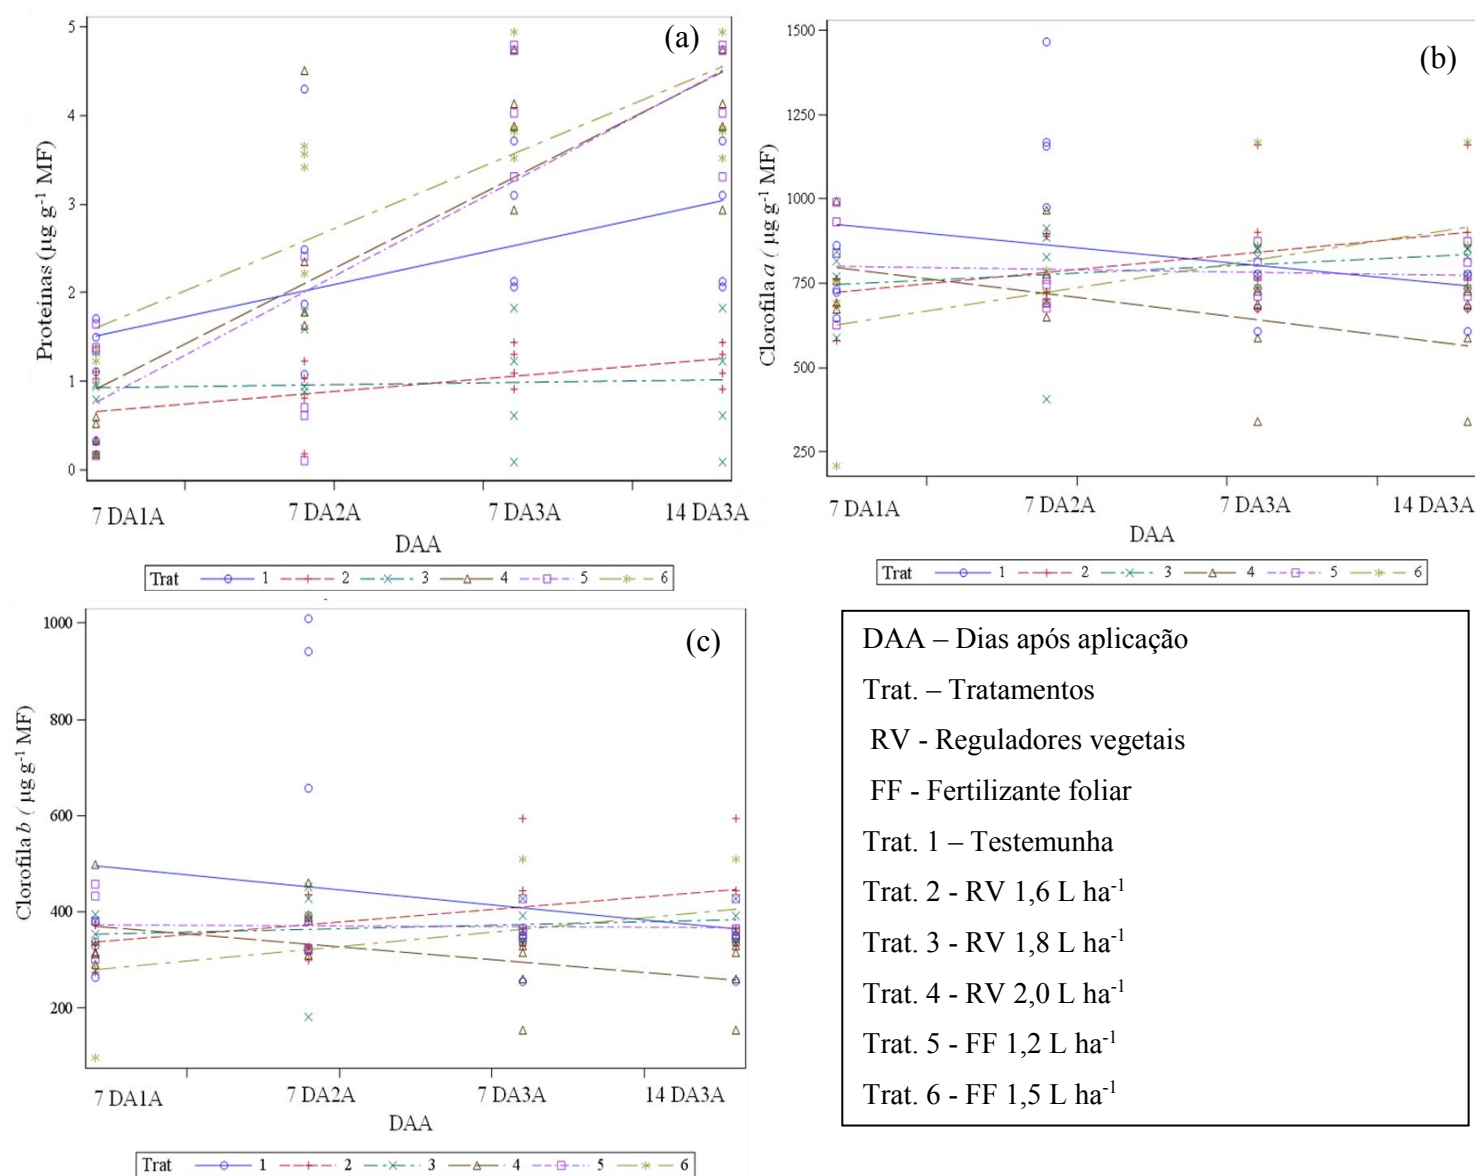 (a)
5
4
3
2
1
0
Proteínas (µg g-1 MF)
7 DA1A 7 DA2A 7 DA3A 14 DA3A
DAA
Trat 1 2 3 4 5 6
(b)
1500
1250
1000
750
500
250
Clorofila a ( µg g-1 MF)
7 DA1A 7 DA2A 7 DA3A 14 DA3A
DAA
Trat 1 2 3 4 5 6
(c)
1000
800
600
400
200
Clorofila b ( µg g-1 MF)
7 DA1A 7 DA2A 7 DA3A 14 DA3A
DAA
Trat 1 2 3 4 5 6
DAA – Dias após aplicação
Trat. – Tratamentos
RV - Reguladores vegetais
FF - Fertilizante foliar
Trat. 1 – Testemunha
Trat. 2 - RV 1,6 L ha-1
Trat. 3 - RV 1,8 L ha-1
Trat. 4 - RV 2,0 L ha-1
Trat. 5 - FF 1,2 L ha-1
Trat. 6 - FF 1,5 L ha-1